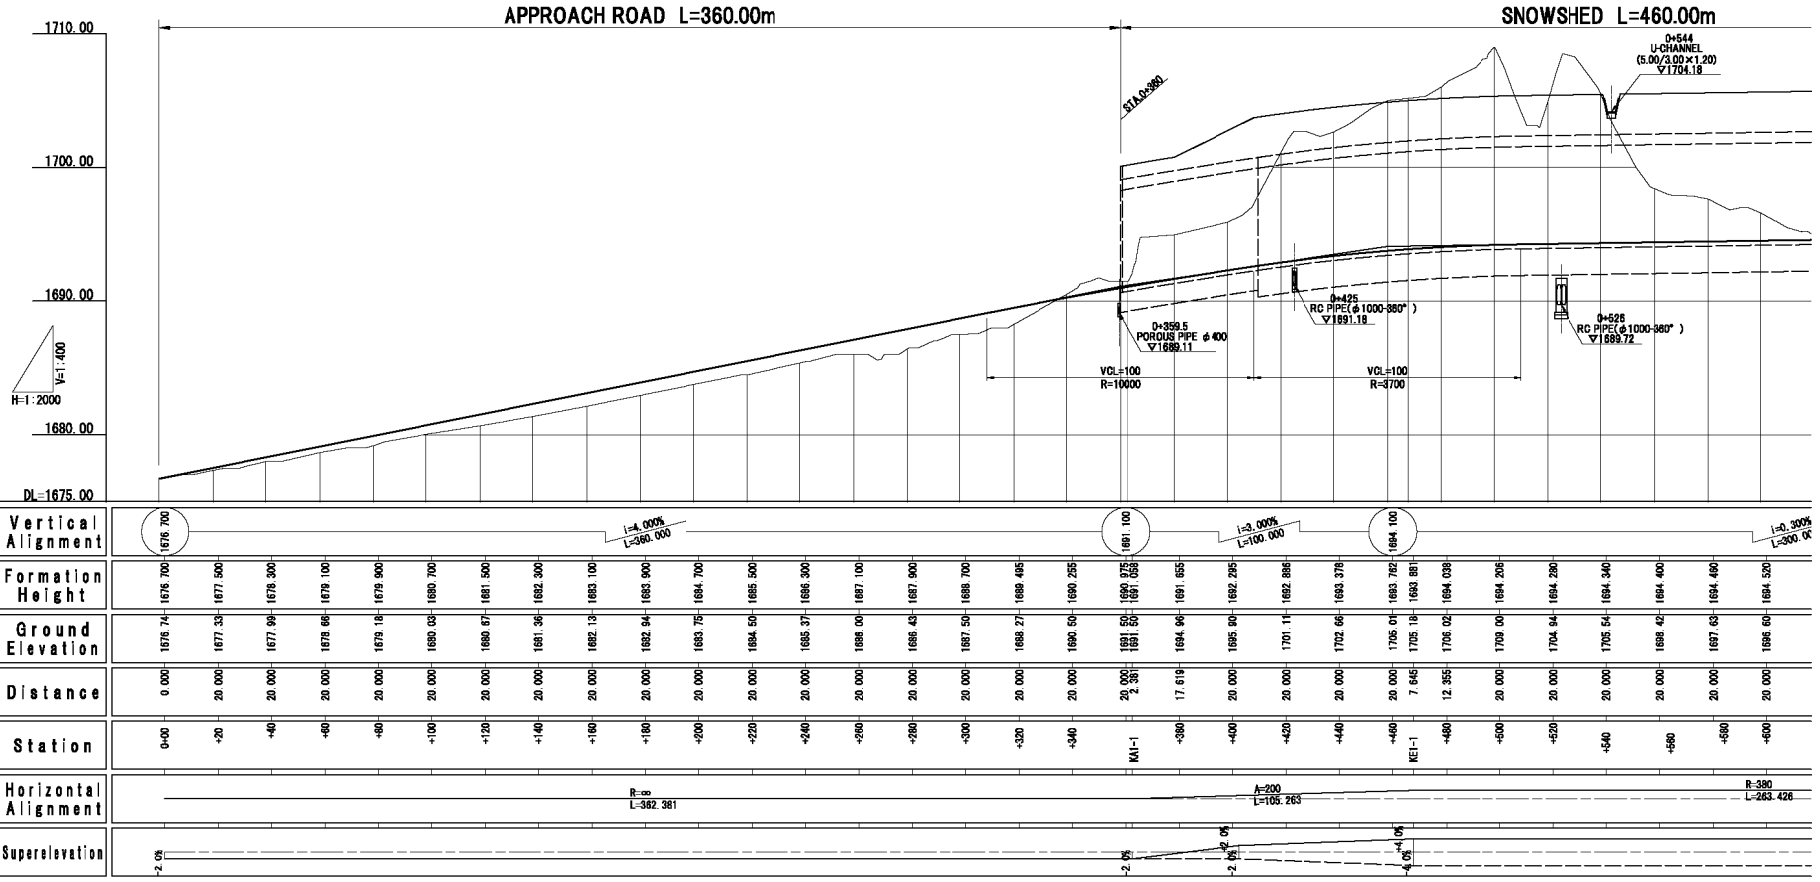 APPROACH ROAD L=360.00m
SNOWSHED L=460.00m
1710.00
0+544
U-CHANNEL
(5.00/3.00×1.20)
▽1704.18
STA.0+360
1700.00
1690.00
0+425
RC PIPE(φ1000-360°)
▽1691.18
0+359.5
POROUS PIPE φ400
▽1689.11
0+526
RC PIPE(φ1000-360°)
▽1689.72
V=1:400
H=1:2000
VCL=100
R=10000
VCL=100
R=3700
1680.00
DL=1675.00
Vertical
Alignment
1676.700
i=4.000%
L=360.000
1691.100
i=3.000%
L=100.000
1694.100
i=0.300%
Formation
Height
1676.700 1677.500 1678.300 1679.100 1679.900 1680.700 1681.500 1682.300 1683.100 1683.900 1684.700 1685.500 1686.300 1687.100 1687.900 1688.700 1689.495 1690.255 1690.975 1691.058 1691.655 1692.295 1692.886 1693.378 1693.762 1693.881 1694.038 1694.206 1694.280 1694.340 1694.400 1694.460 1694.520
Ground
Elevation
1676.74 1677.33 1677.99 1678.66 1679.18 1680.03 1680.67 1681.36 1682.13 1682.94 1683.75 1684.50 1685.37 1686.00 1686.43 1687.50 1688.27 1690.50 1691.50 1691.50 1694.96 1695.90 1701.11 1702.66 1705.01 1705.18 1706.02 1709.00 1704.94 1705.54 1698.42 1697.63 1696.60
Distance
0.000 20.000 20.000 20.000 20.000 20.000 20.000 20.000 20.000 20.000 20.000 20.000 20.000 20.000 20.000 20.000 20.000 20.000 20.000 2.381 17.619 20.000 20.000 20.000 20.000 7.645 12.355 20.000 20.000 20.000 20.000 20.000 20.000
Station
0+00 +20 +40 +60 +80 +100 +120 +140 +160 +180 +200 +220 +240 +260 +280 +300 +320 +340 KA1-1 +380 +400 +420 +440 +460 KE1-1 +480 +500 +520 +540 +560 +580 +600
Horizontal
Alignment
R=∞
L=362.381
A=200
L=105.263
R=380
L=263.426
Superelevation
-2.0% -2.0% +2.0% -2.0% +4.0% -4.0%